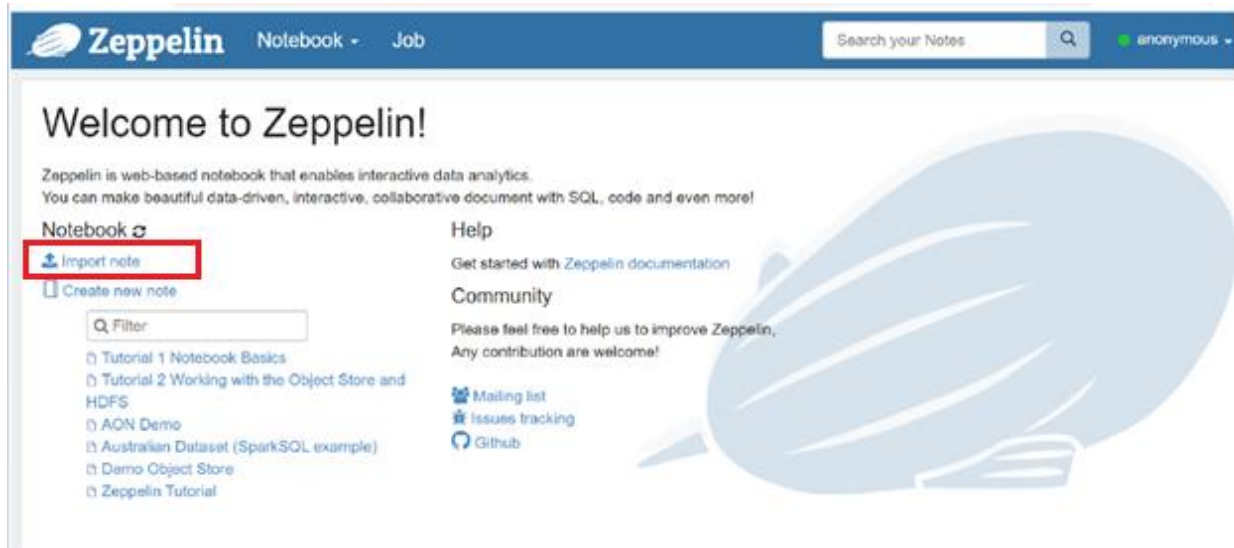 Zeppelin Notebook Job Search your Notes anonymous
Welcome to Zeppelin!
Zeppelin is web-based notebook that enables interactive data analytics.
You can make beautiful data-driven, interactive, collaborative document with SQL, code and even more!
Notebook
Import note
Create new note
Filter
Tutorial 1 Notebook Basics
Tutorial 2 Working with the Object Store and
HDFS
AON Demo
Australian Dataset (SparkSQL example)
Demo Object Store
Zeppelin Tutorial
Help
Get started with Zeppelin documentation
Community
Please feel free to help us to improve Zeppelin,
Any contribution are welcome!
Mailing list
Issues tracking
Github